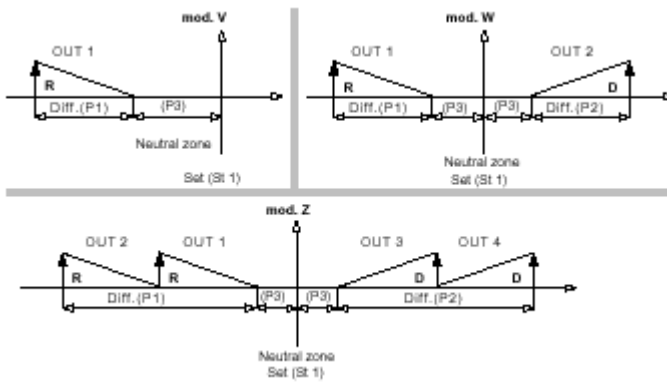 mod. V
OUT 1
R
Diff.(P1)
(P3)
Neutral zone
Set (St 1)
mod. W
OUT 1
OUT 2
R
D
Diff.(P1)
(P3)
(P3)
Diff.(P2)
Neutral zone
Set (St 1)
mod. Z
OUT 2
OUT 1
OUT 3
OUT 4
R
R
D
D
Diff.(P1)
(P3)
(P3)
Diff.(P2)
Neutral zone
Set (St 1)